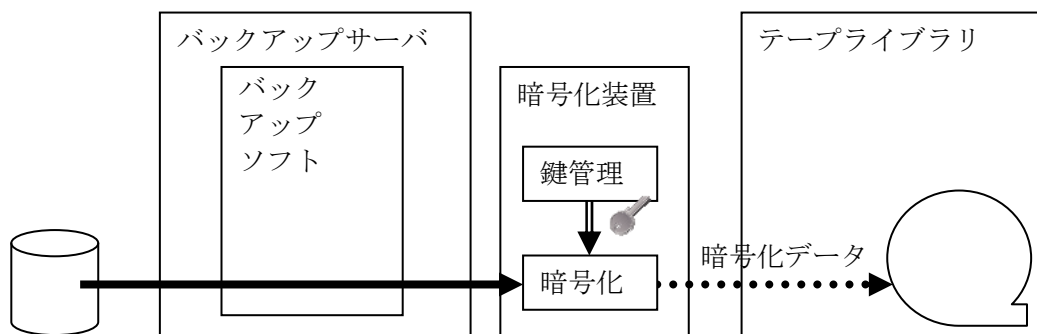 バックアップサーバ
バック
アップ
ソフト
暗号化装置
鍵管理
暗号化
テープライブラリ
暗号化データ